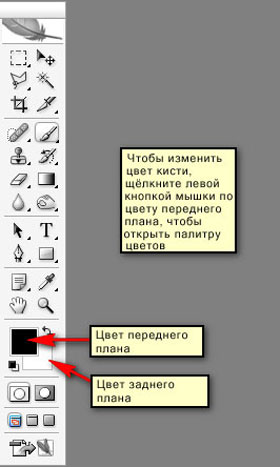 Чтобы изменить
цвет кисти,
щёлкните левой
кнопкой мышки по
цвету переднего
плана, чтобы
открыть палитру
цветов
T
Цвет переднего
плана
Цвет заднего
плана